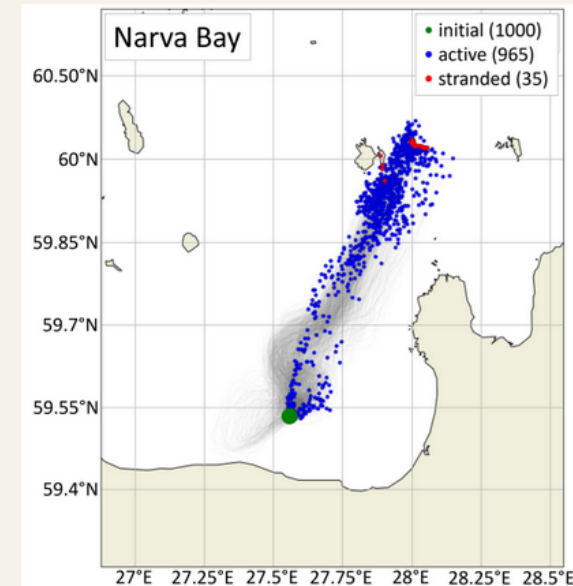 Narva Bay
initial (1000)
active (965)
stranded (35)
60.50°N
60°N
59.85°N
59.7°N
59.55°N
59.4°N
27°E 27.25°E 27.5°E 27.75°E 28°E 28.25°E 28.5°E